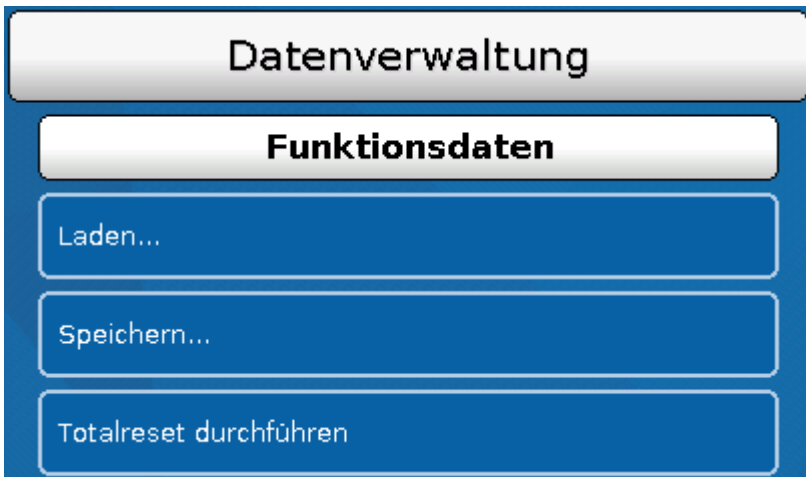 Datenverwaltung
Funktionsdaten
Laden...
Speichern...
Totalreset durchführen